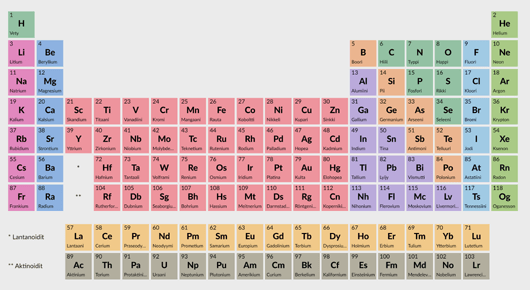 1 2
H He
Vety Helium
3 4 5 6 7 8 9 10
Li Be B C N O F Ne
Litium Beryllium Boori Hiili Typpi Happi Fluori Neon
11 12 13 14 15 16 17 18
Na Mg Al Si P S Cl Ar
Natrium Magnesium Alumiini Pii Fosfori Rikki Kloori Argon
19 20 21 22 23 24 25 26 27 28 29 30 31 32 33 34 35 36
K Ca Sc Ti V Cr Mn Fe Co Ni Cu Zn Ga Ge As Se Br Kr
Kalium Kalsium Skandium Titaani Vanadiini Kromi Mangaani Rauta Koboltti Nikkeli Kupari Sinkki Gallium Germanium Arseeni Seleeni Bromi Krypton
37 38 39 40 41 42 43 44 45 46 47 48 49 50 51 52 53 54
Rb Sr Y Zr Nb Mo Tc Ru Rh Pd Ag Cd In Sn Sb Te I Xe
Rubidium Strontium Yttrium Zirkonium Niobium Molybde... Teknetium Rutenium Rodium Palladium Hopea Kadmium Indium Tina Antimoni Telluuri Jodi Ksenon
55 56 * 72 73 74 75 76 77 78 79 80 81 82 83 84 85 86
Cs Ba Hf Ta W Re Os Ir Pt Au Hg Tl Pb Bi Po At Rn
Cesium Barium Hafnium Tantaali Volframi Renium Osmium Iridium Platina Kulta Elohopea Tallium Lyijy Vismutti Polonium Astatiini Radon
87 88 ** 104 105 106 107 108 109 110 111 112 113 114 115 116 117 118
Fr Ra Rf Db Sg Bh Hs Mt Ds Rg Cn Nh Fl Mc Lv Ts Og
Frankium Radium Rutherfor... Dubnium Seaborgiu... Bohrium Hassium Meitnerium Darmstad... Röntgeni... Kopernikiu... Nihonium Flerovium Moskovium Livermori... Tennessiini Oganesson
57 58 59 60 61 62 63 64 65 66 67 68 69 70 71
* Lantanoidit La Ce Pr Nd Pm Sm Eu Gd Tb Dy Ho Er Tm Yb Lu
Lantaani Cerium Praseody... Neodyymi Prometium Samarium Europium Gadolinium Terbium Dysprosiu... Holmium Erbium Tulium Ytterbium Lutetium
89 90 91 92 93 94 95 96 97 98 99 100 101 102 103
** Aktinoidit Ac Th Pa U Np Pu Am Cm Bk Cf Es Fm Md No Lr
Aktinium Torium Protaktini... Uraani Neptunium Plutonium Amerikium Curium Berkelium Kalifornium Einsteinium Fermium Mendelevi... Nobelium Lawrensi...